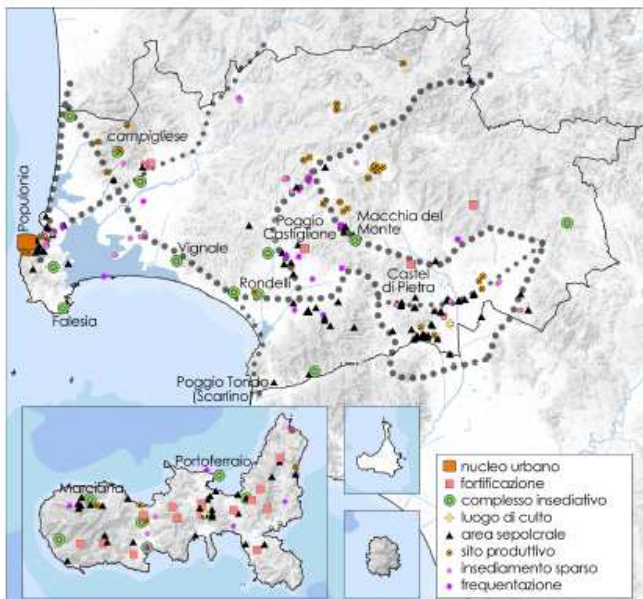 campigliese
Populonia
Poggio
Castiglione
Macchia del
Monte
Vignale
Castel
di Pietra
Rondelli
Falesia
Poggio Tondo
(Scarlino)
Portoferraio
Marciana
nucleo urbano
fortificazione
complesso insediativo
luogo di culto
area sepolcrale
sito produttivo
insediamento sparso
frequentazione